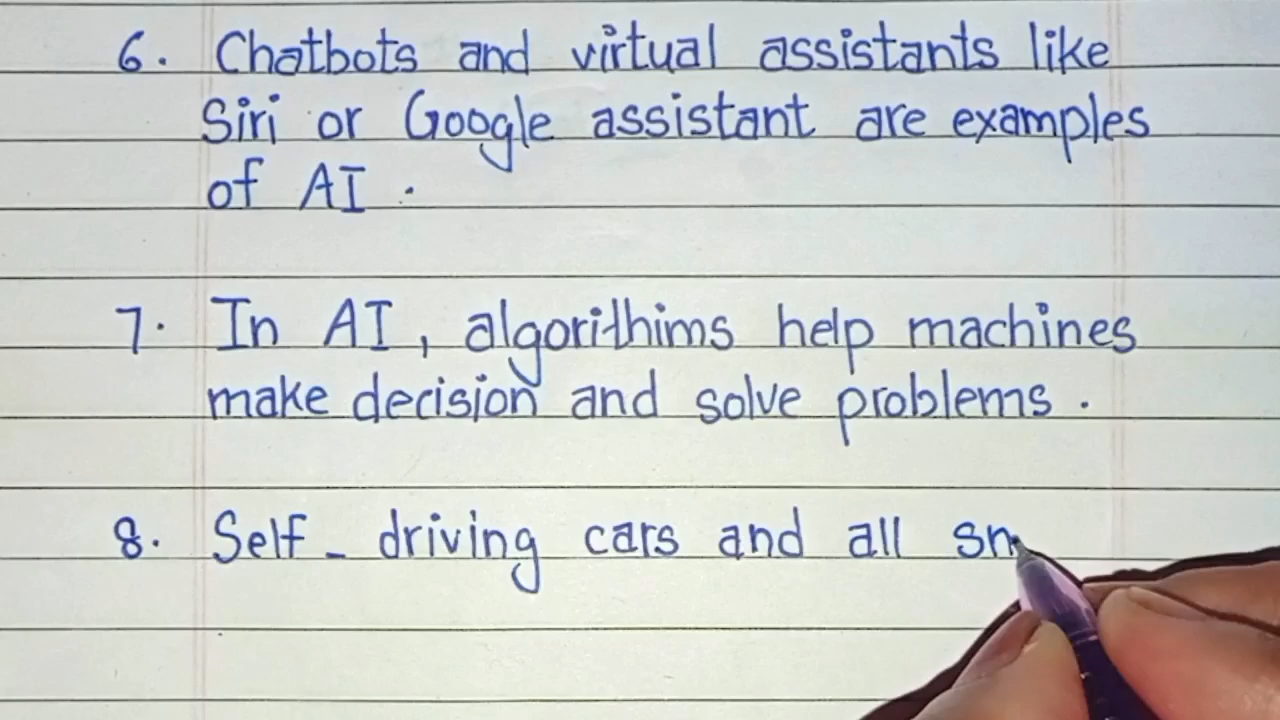 6. Chatbots and virtual assistants like
Siri or Google assistant are examples
of AI.
7. In AI, algorithims help machines
make decision and solve problems.
8. Self-driving cars and all